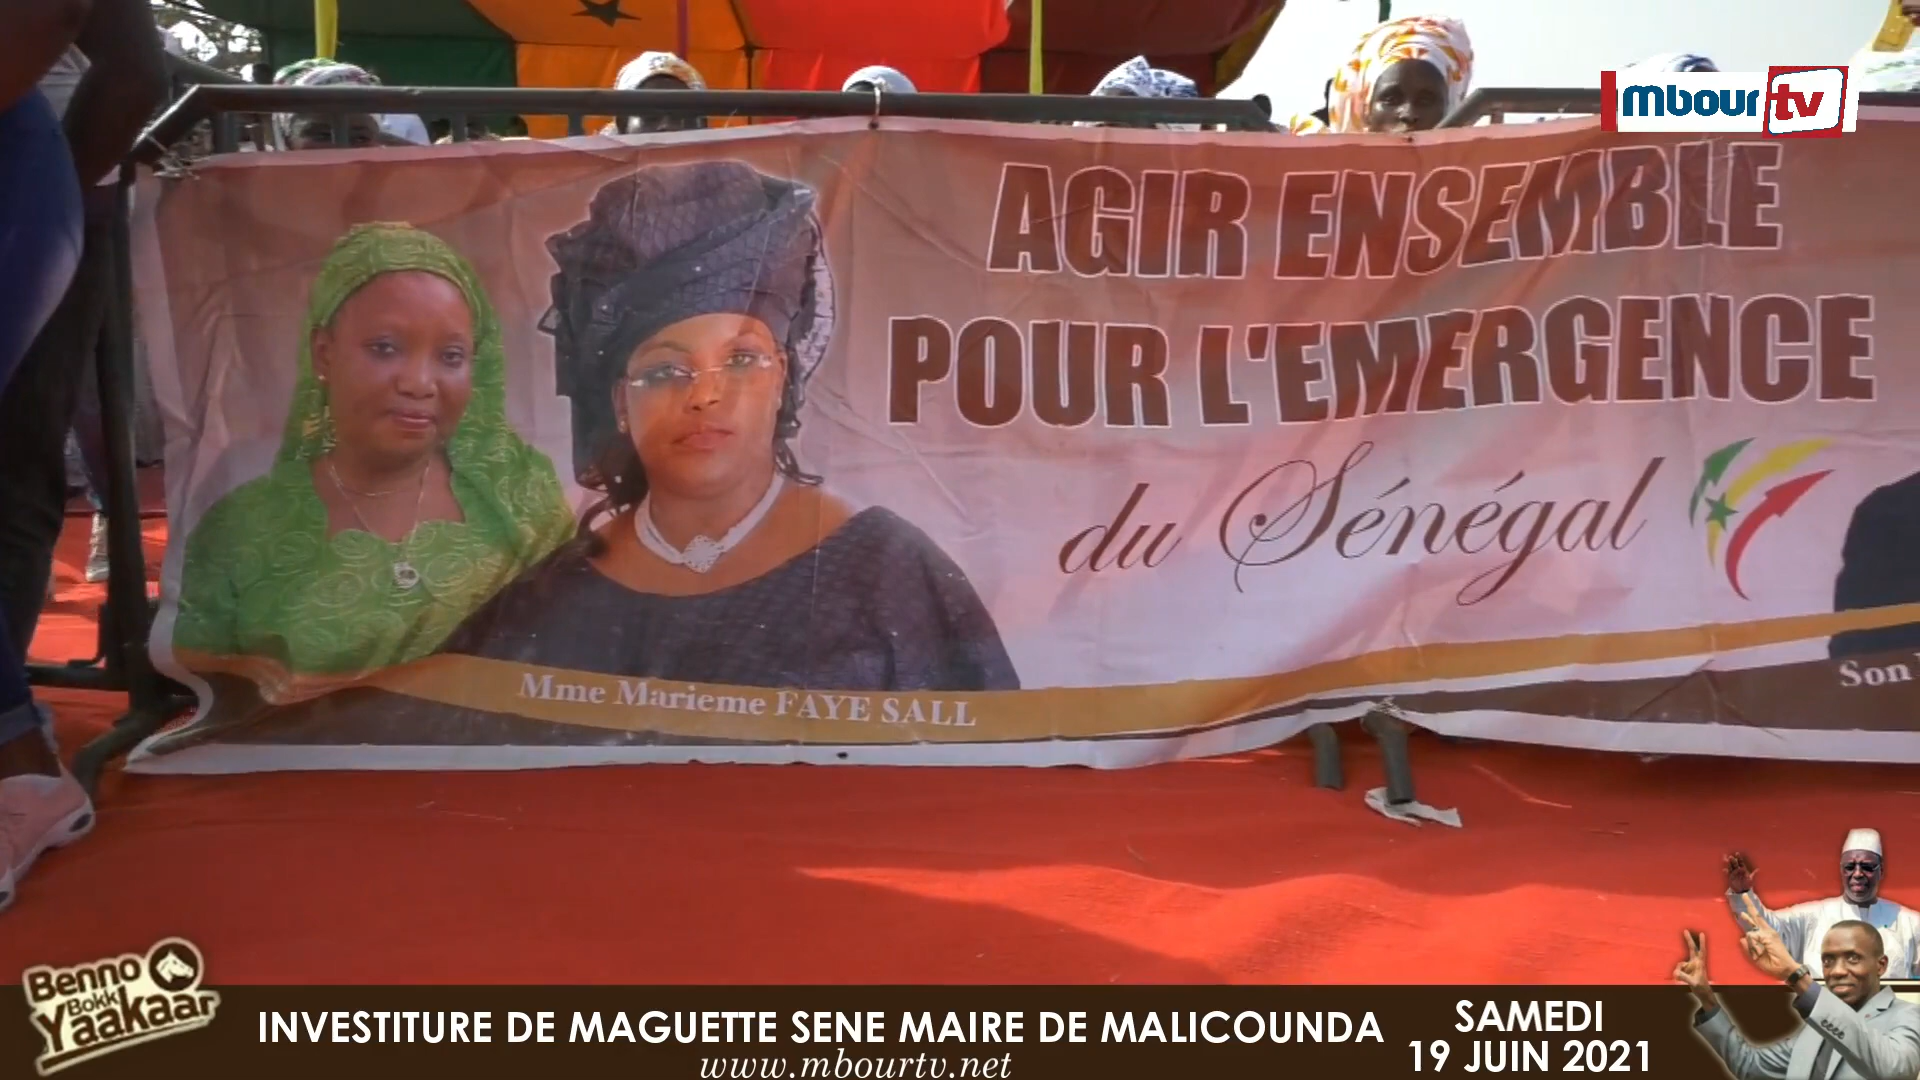 mbour tv
AGIR ENSEMBLE
POUR L'EMERGENCE
du Sénégal
Mme Marieme FAYE SALL
Son
Benno
Bokk
Yaakaar
INVESTITURE DE MAGUETTE SENE MAIRE DE MALICOUNDA
www.mbourtv.net
SAMEDI
19 JUIN 2021